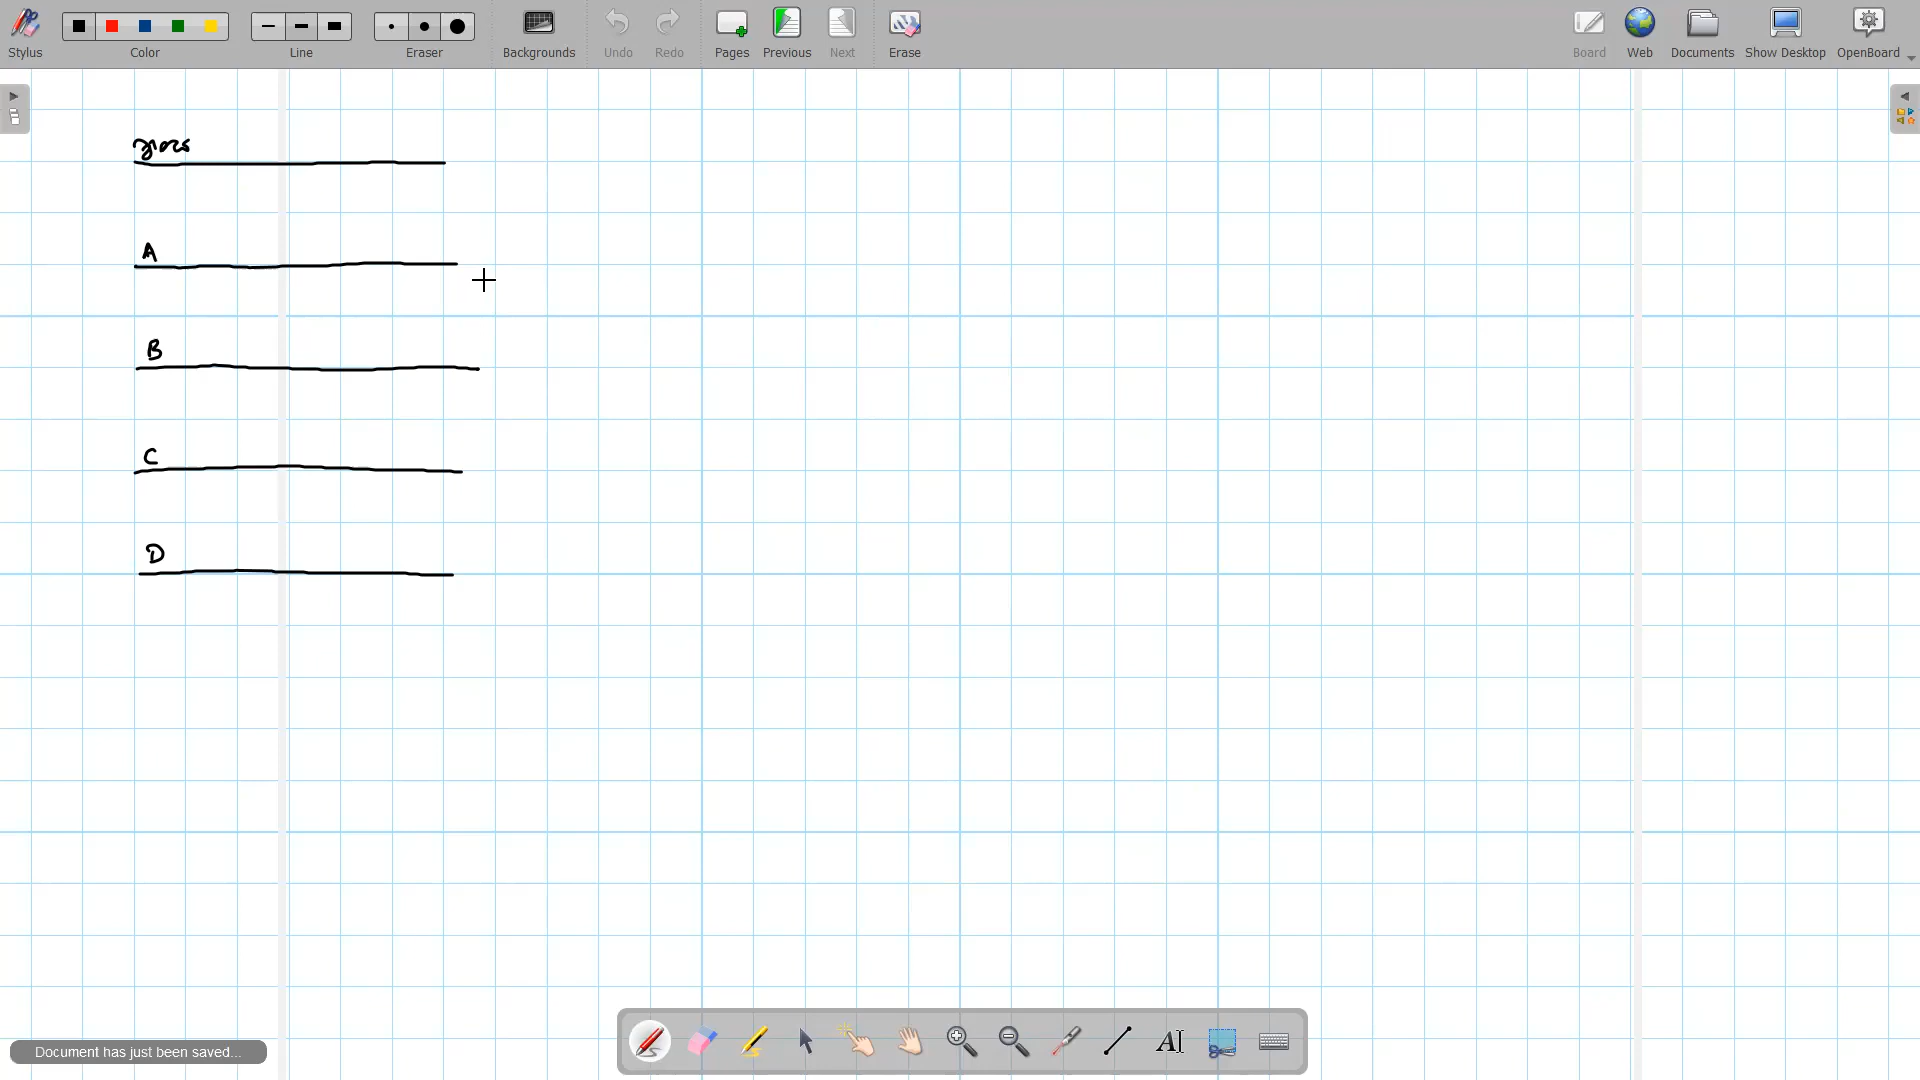 Stylus Color Line Eraser Backgrounds Undo Redo Pages Previous Next Erase Board Web Documents Show Desktop OpenBoard
A
B
C
D
AI
Document has just been saved...